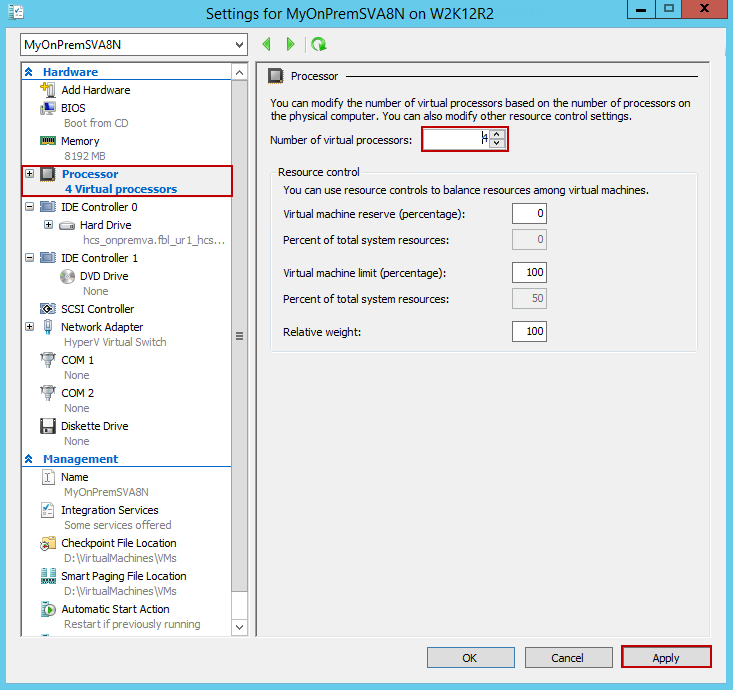 Settings for MyOnPremSVA8N on W2K12R2
MyOnPremSVA8N
Hardware
Add Hardware
BIOS
Boot from CD
Memory
8192 MB
Processor
4 Virtual processors
IDE Controller 0
Hard Drive
hcs_onpremva.fbl_ur1_hcs...
IDE Controller 1
DVD Drive
None
SCSI Controller
Network Adapter
HyperV Virtual Switch
COM 1
None
COM 2
None
Diskette Drive
None
Management
Name
MyOnPremSVA8N
Integration Services
Some services offered
Checkpoint File Location
D:\VirtualMachines\VMs
Smart Paging File Location
D:\VirtualMachines\VMs
Automatic Start Action
Restart if previously running
Processor
You can modify the number of virtual processors based on the number of processors on
the physical computer. You can also modify other resource control settings.
Number of virtual processors: 4
Resource control
You can use resource controls to balance resources among virtual machines.
Virtual machine reserve (percentage): 0
Percent of total system resources: 0
Virtual machine limit (percentage): 100
Percent of total system resources: 50
Relative weight: 100
OK Cancel Apply